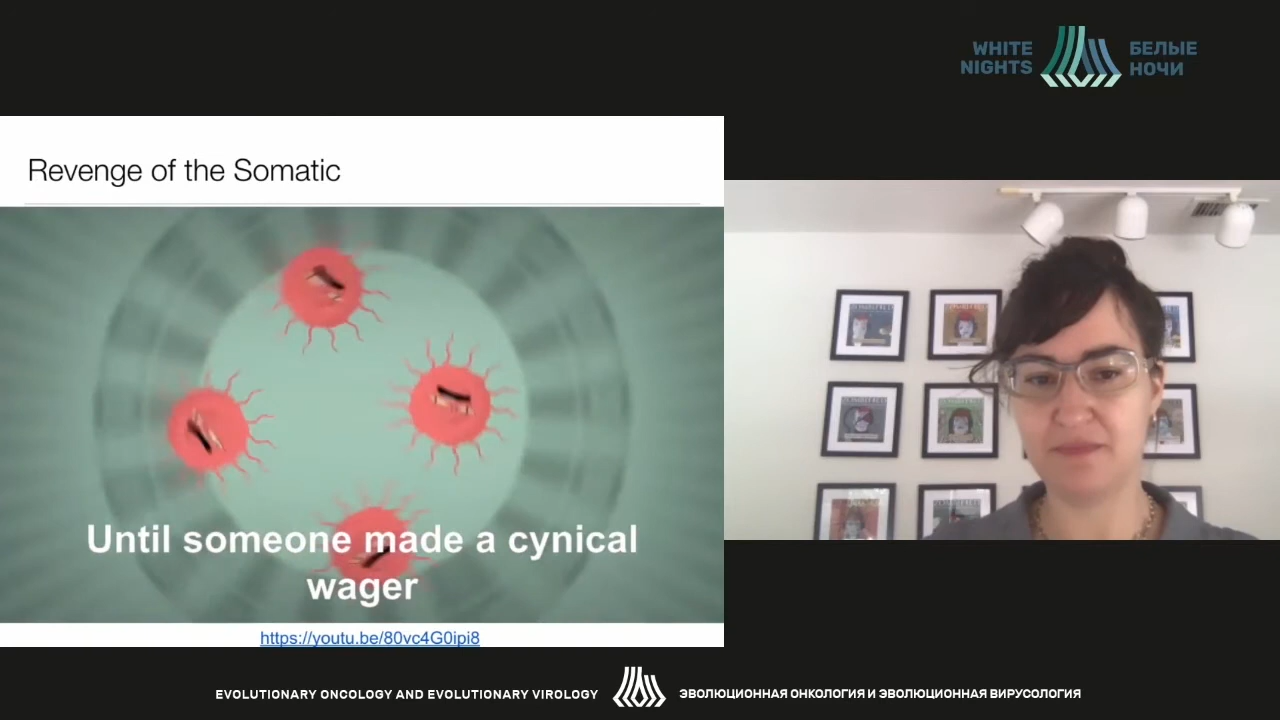 WHITE
NIGHTS
БЕЛЫЕ
НОЧИ
Revenge of the Somatic
Until someone made a cynical
wager
https://youtu.be/80vc4G0ipi8
EVOLUTIONARY ONCOLOGY AND EVOLUTIONARY VIROLOGY
ЭВОЛЮЦИОННАЯ ОНКОЛОГИЯ И ЭВОЛЮЦИОННАЯ ВИРУСОЛОГИЯ